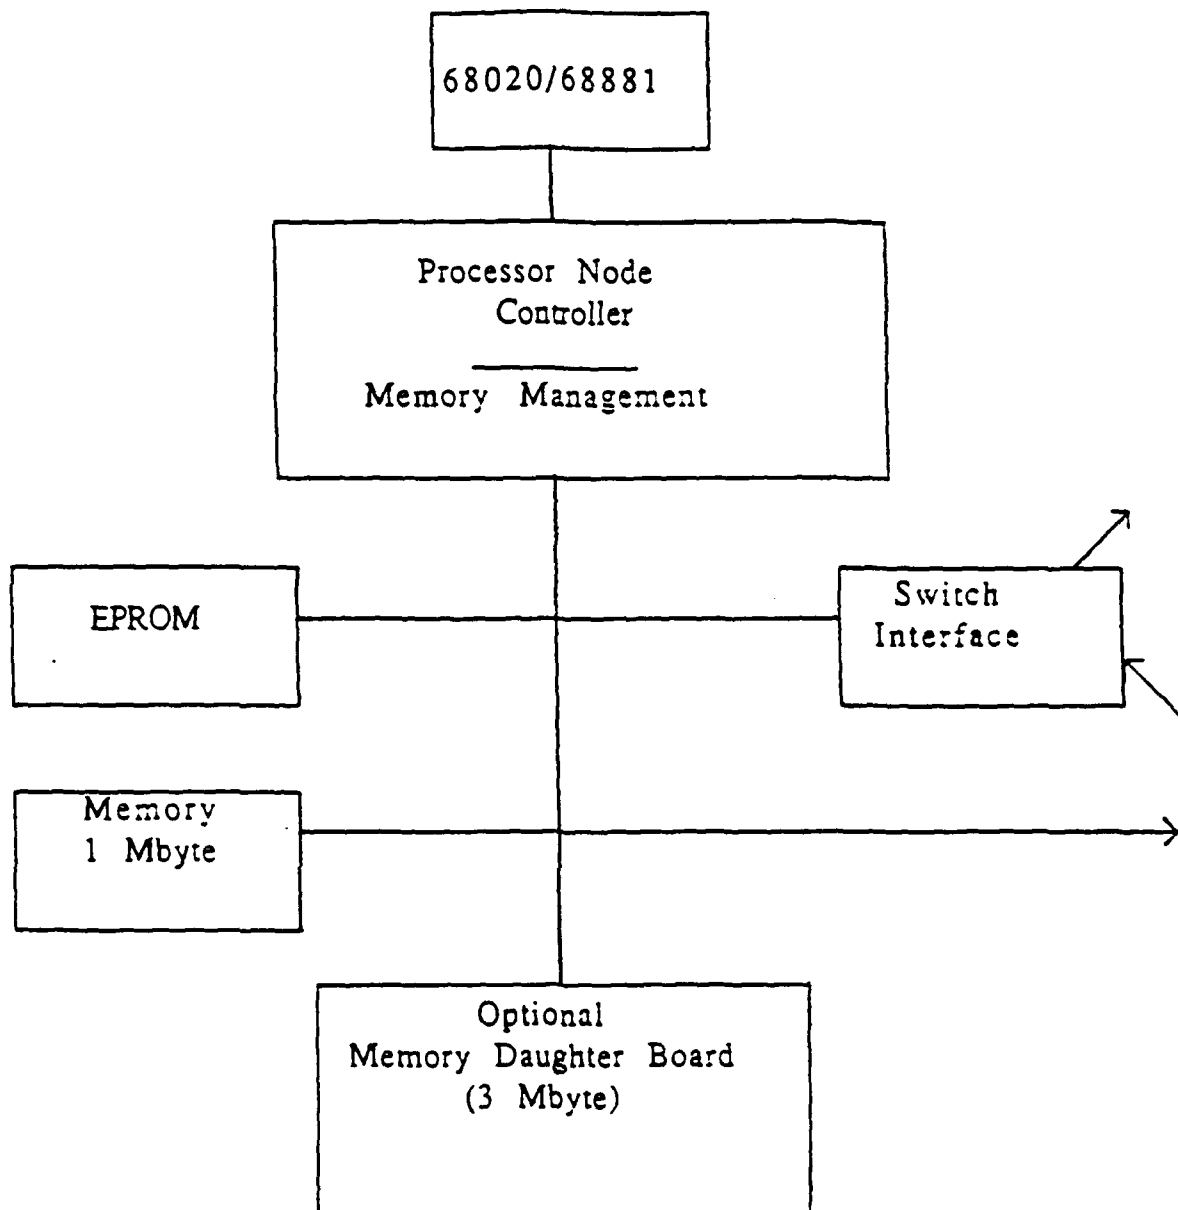 68020/68881
Processor Node
Controller
Memory Management
EPROM
Switch
Interface
Memory
1 Mbyte
Optional
Memory Daughter Board
(3 Mbyte)